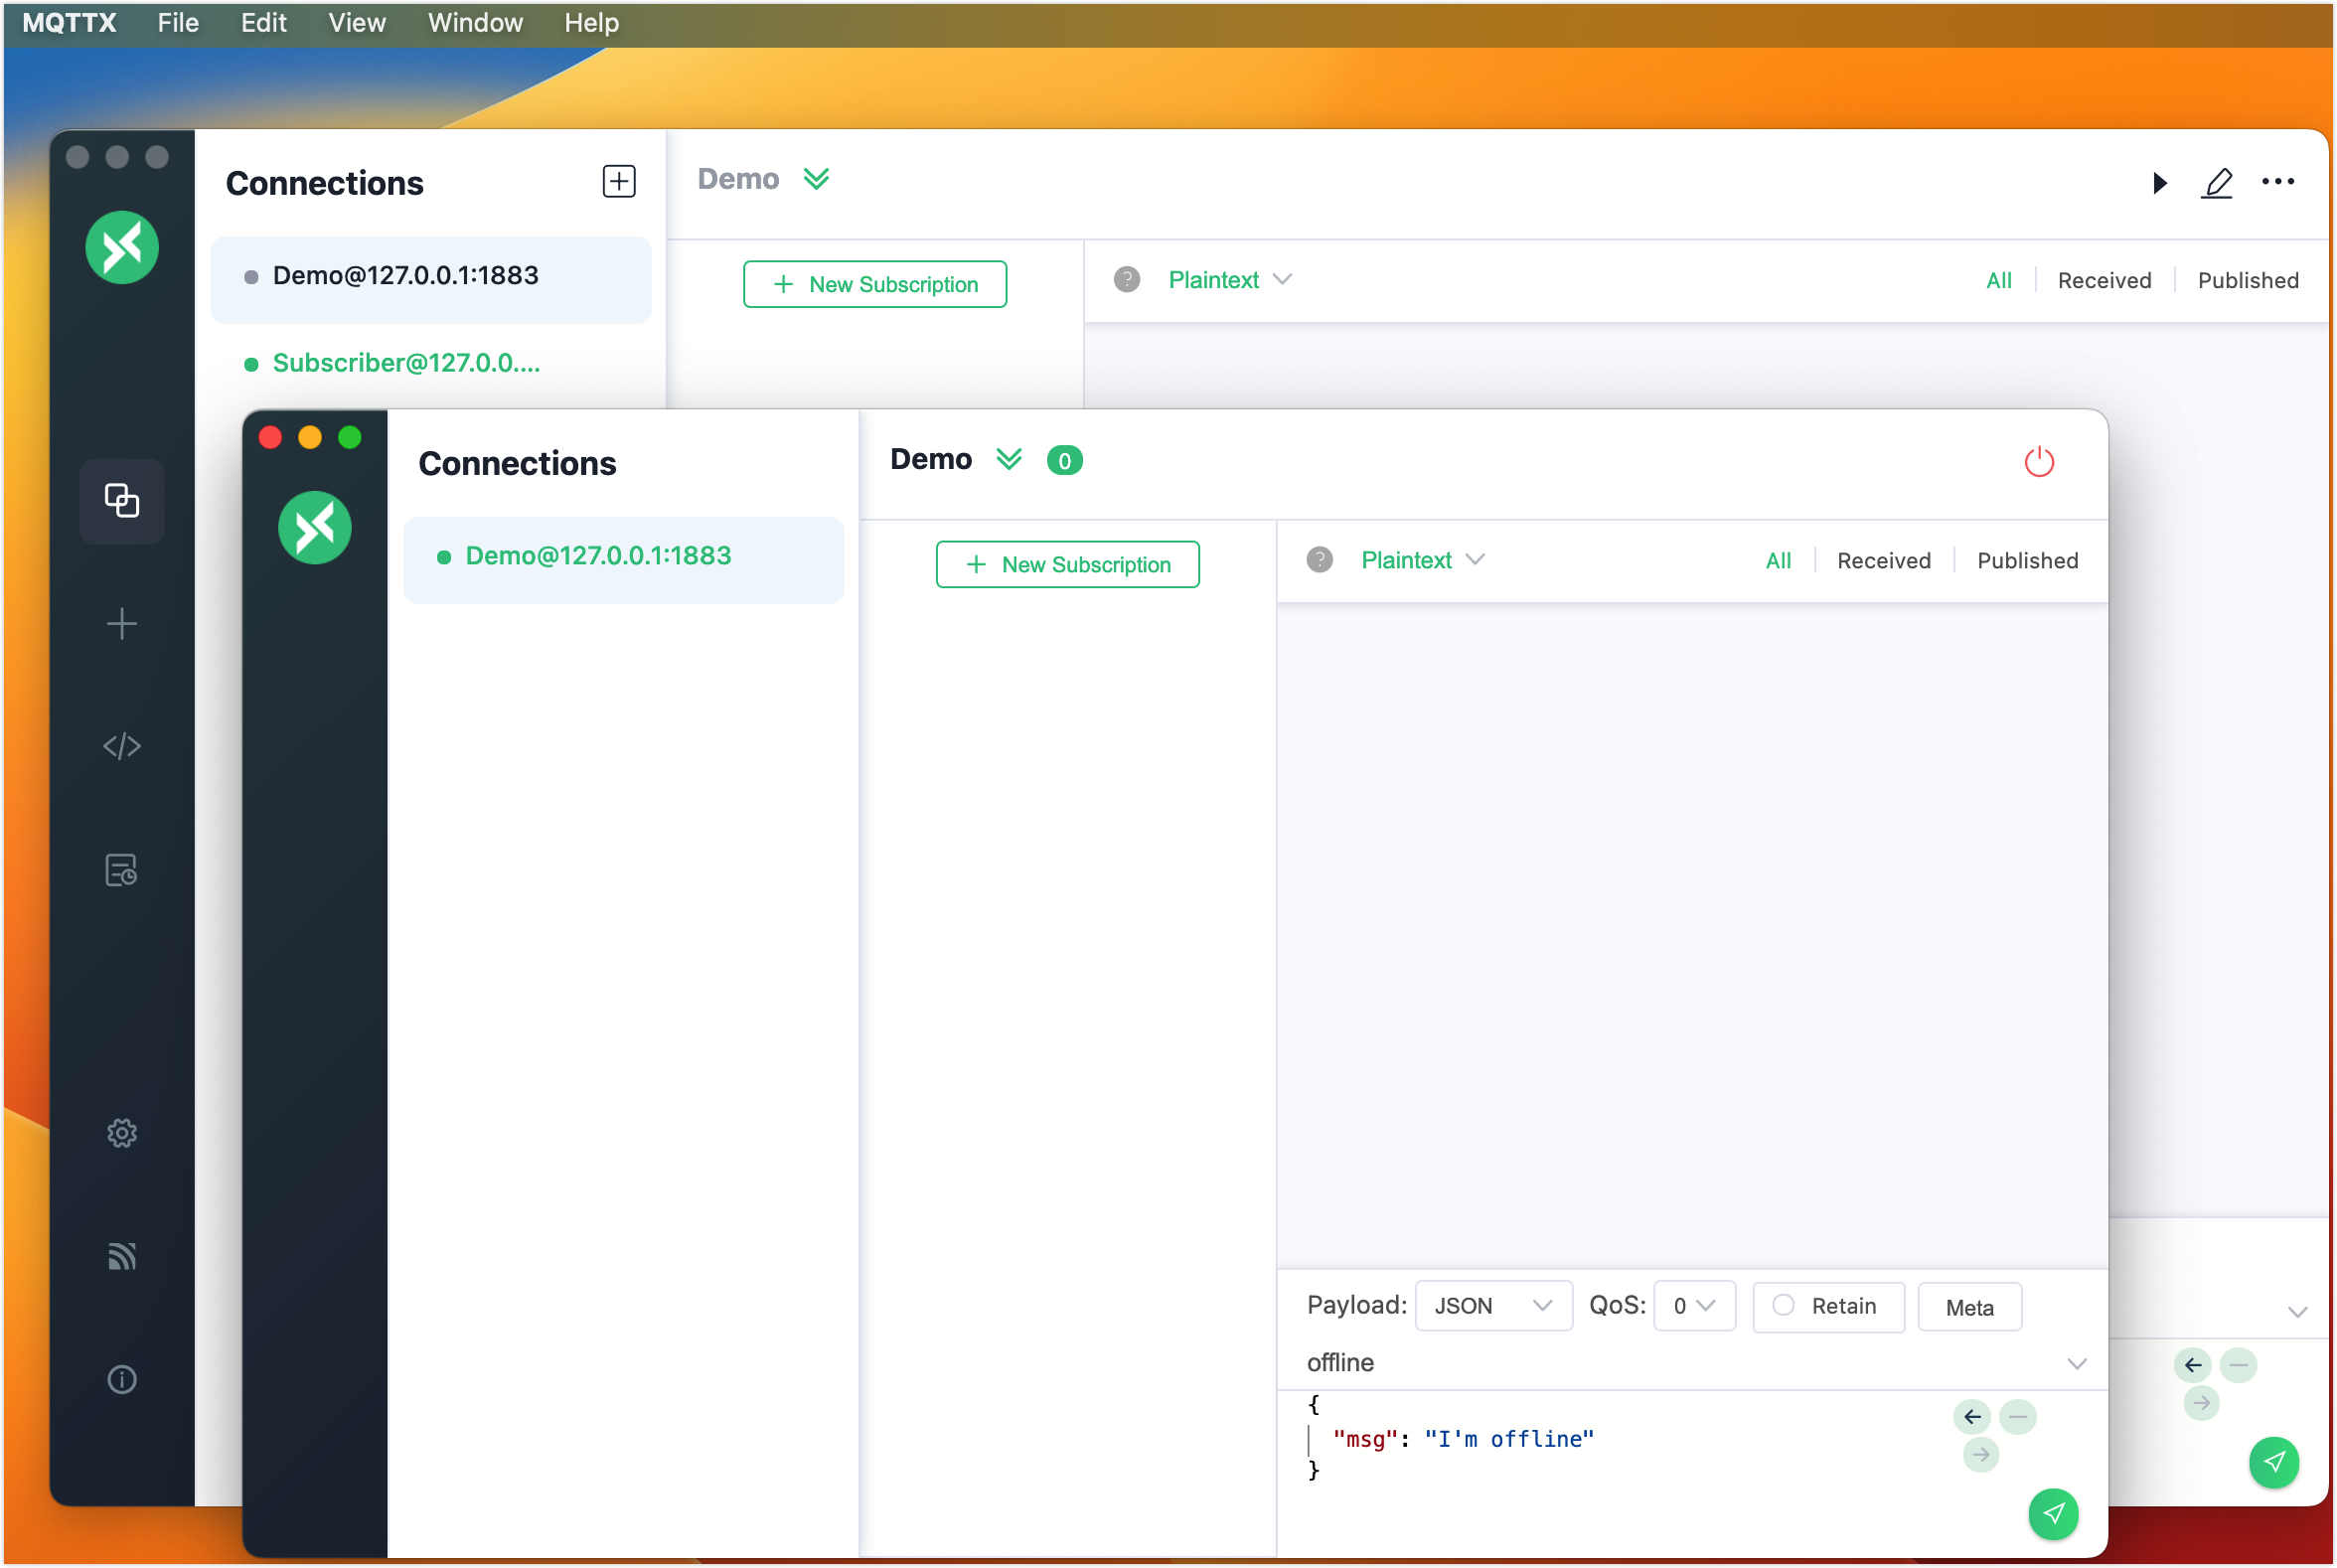 MQTTX File Edit View Window Help
Connections
Demo
Demo@127.0.0.1:1883
New Subscription
? Plaintext
All Received Published
Subscriber@127.0.0....
Connections
Demo 0
Demo@127.0.0.1:1883
New Subscription
? Plaintext
All Received Published
Payload: JSON QoS: 0 Retain Meta
offline
{
"msg": "I'm offline"
}